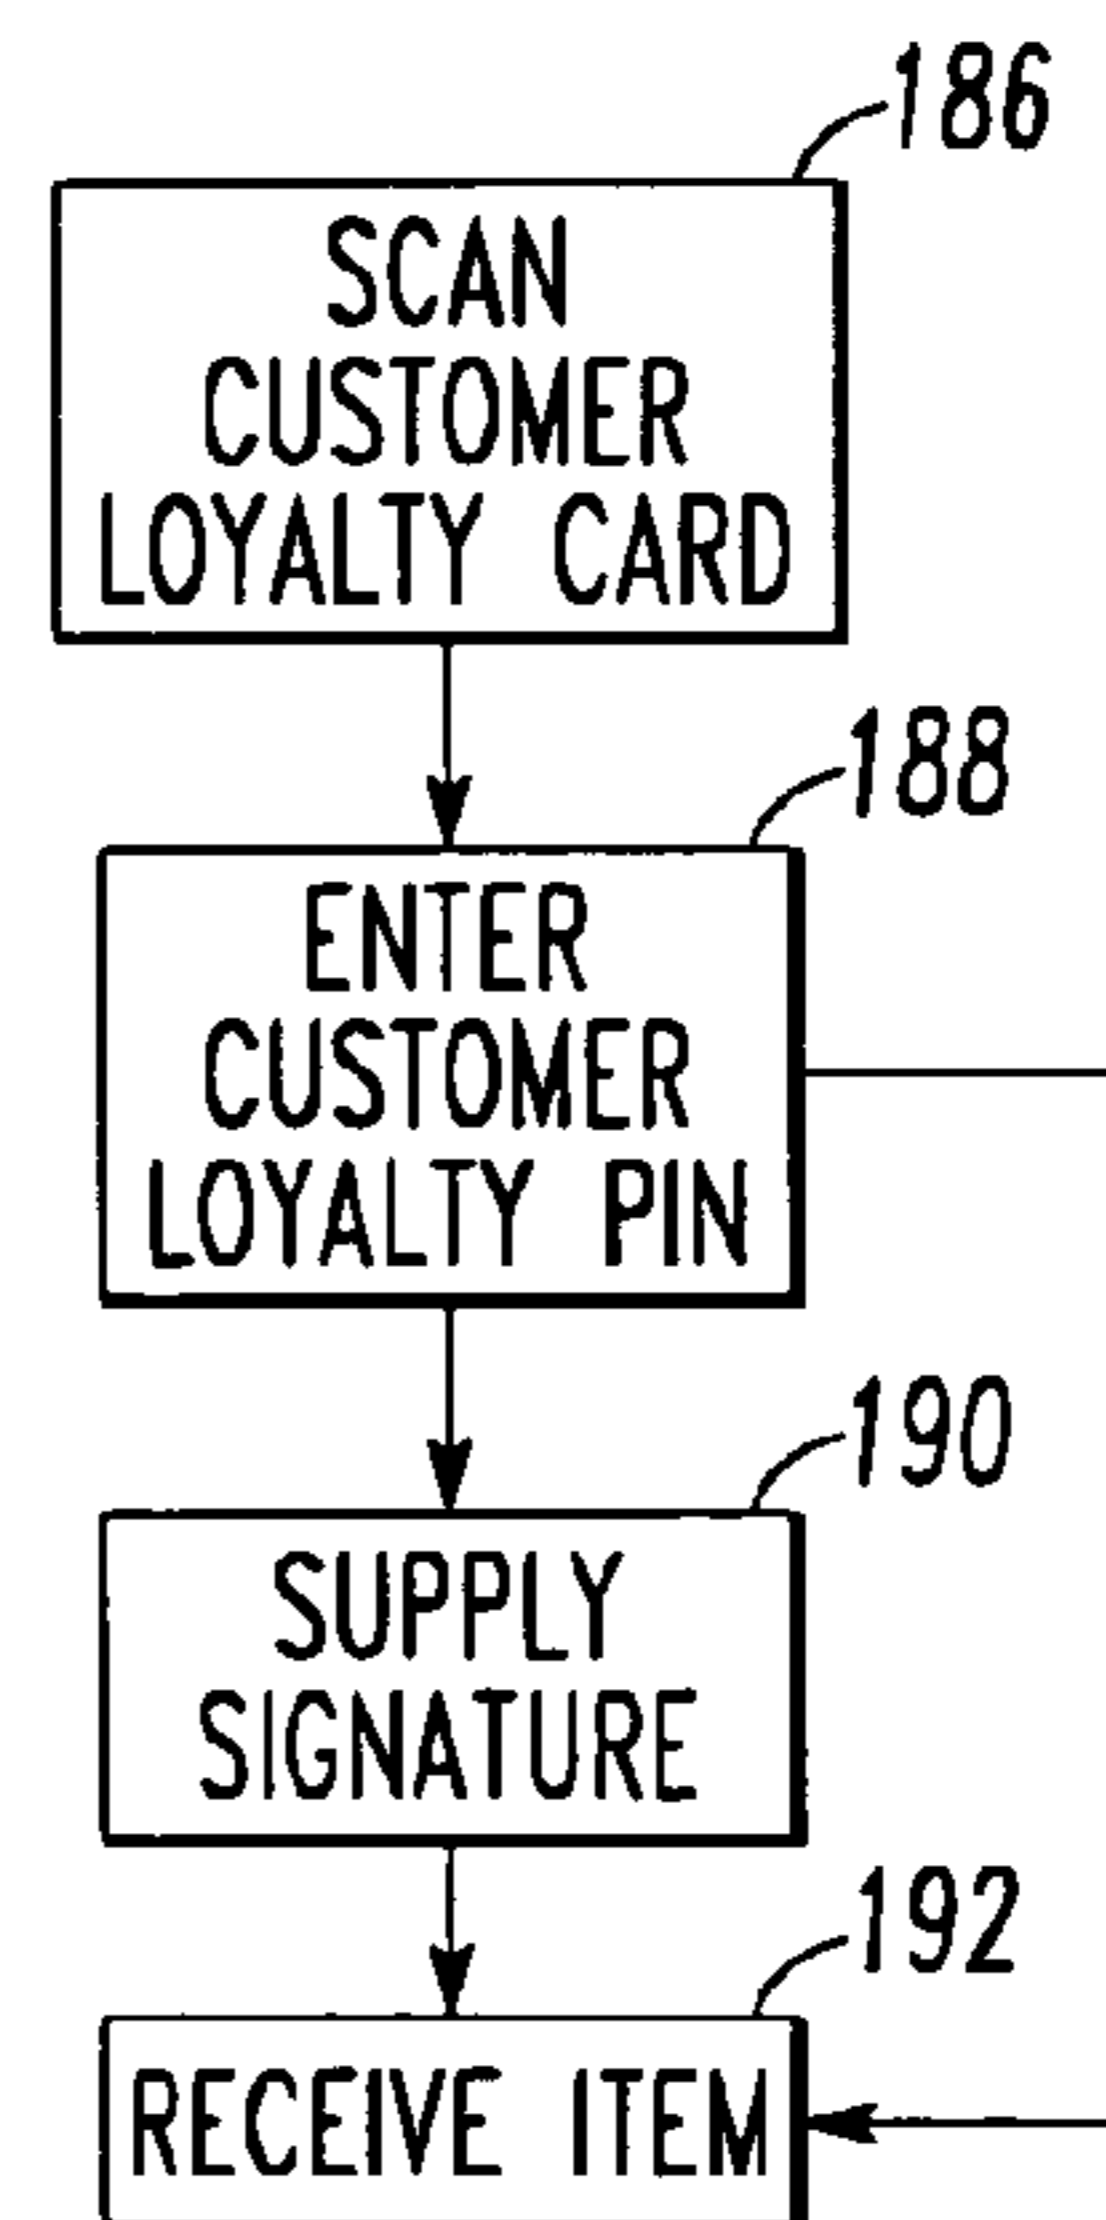 186
SCAN
CUSTOMER
LOYALTY CARD
188
ENTER
CUSTOMER
LOYALTY PIN
190
SUPPLY
SIGNATURE
192
RECEIVE ITEM